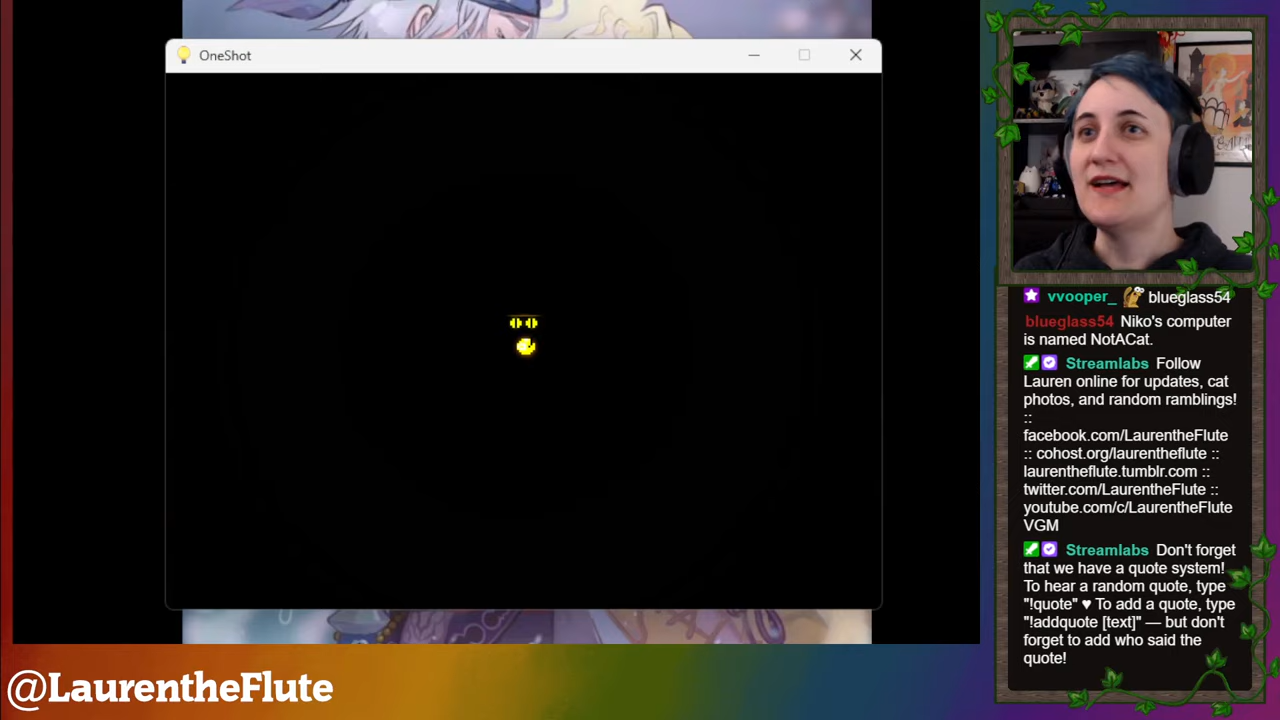 OneShot
vvooper_ blueglass54
blueglass54 Niko's computer
is named NotACat.
Streamlabs Follow
Lauren online for updates, cat
photos, and random ramblings!
::
facebook.com/LaurentheFlute
:: cohost.org/laurentheflute ::
laurentheflute.tumblr.com ::
twitter.com/LaurentheFlute ::
youtube.com/c/LaurentheFlute
VGM
Streamlabs Don't forget
that we have a quote system!
To hear a random quote, type
"!quote" ♥ To add a quote, type
"!addquote [text]" — but don't
forget to add who said the
quote!
@LaurentheFlute